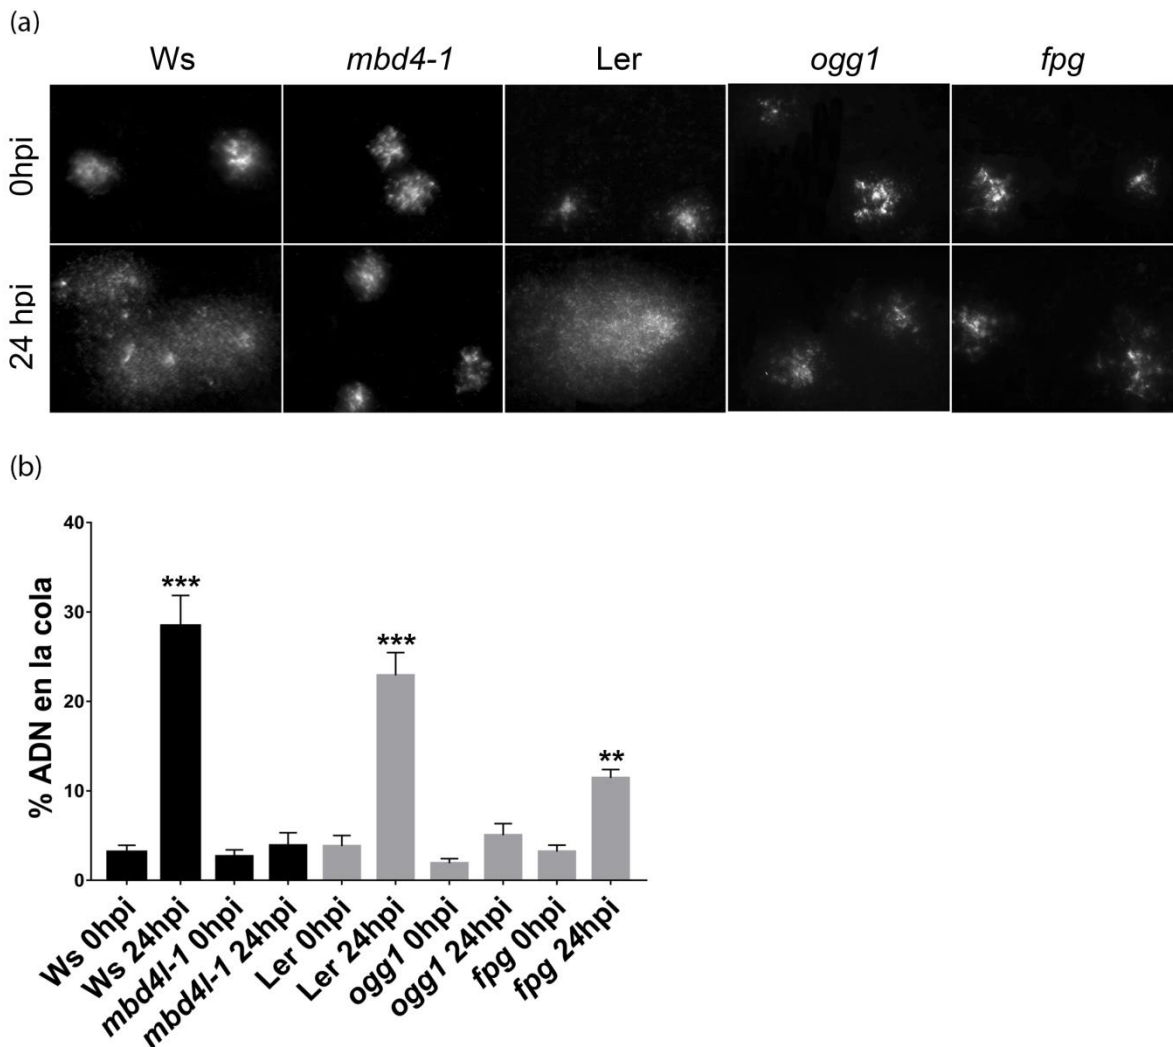 (a)
Ws mbd4-1 Ler ogg1 fpg
0hpi
24 hpi
(b)
% ADN en la cola
40
30
20
10
0
***
***
**
Ws 0hpi
Ws 24hpi
mbd4l-1 0hpi
mbd4l-1 24hpi
Ler 0hpi
Ler 24hpi
ogg1 0hpi
ogg1 24hpi
fpg 0hpi
fpg 24hpi